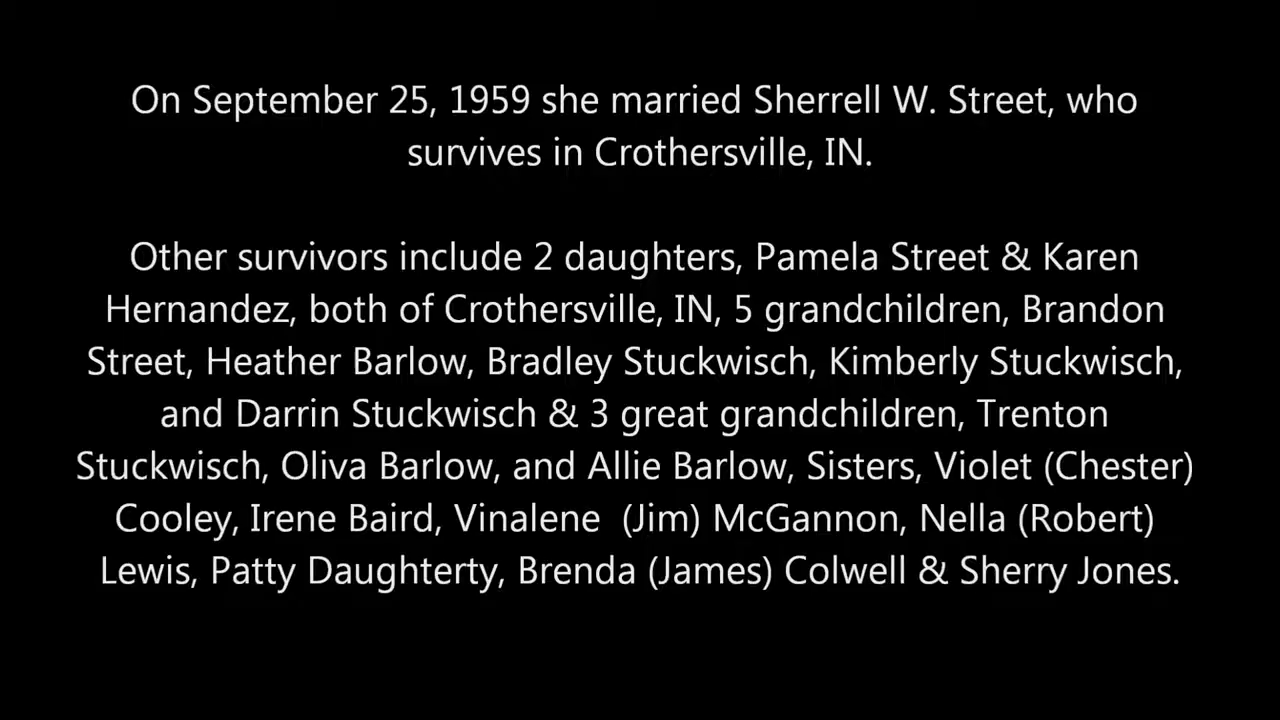 On September 25, 1959 she married Sherrell W. Street, who
survives in Crothersville, IN.
Other survivors include 2 daughters, Pamela Street & Karen
Hernandez, both of Crothersville, IN, 5 grandchildren, Brandon
Street, Heather Barlow, Bradley Stuckwisch, Kimberly Stuckwisch,
and Darrin Stuckwisch & 3 great grandchildren, Trenton
Stuckwisch, Oliva Barlow, and Allie Barlow, Sisters, Violet (Chester)
Cooley, Irene Baird, Vinalene  (Jim) McGannon, Nella (Robert)
Lewis, Patty Daughterty, Brenda (James) Colwell & Sherry Jones.